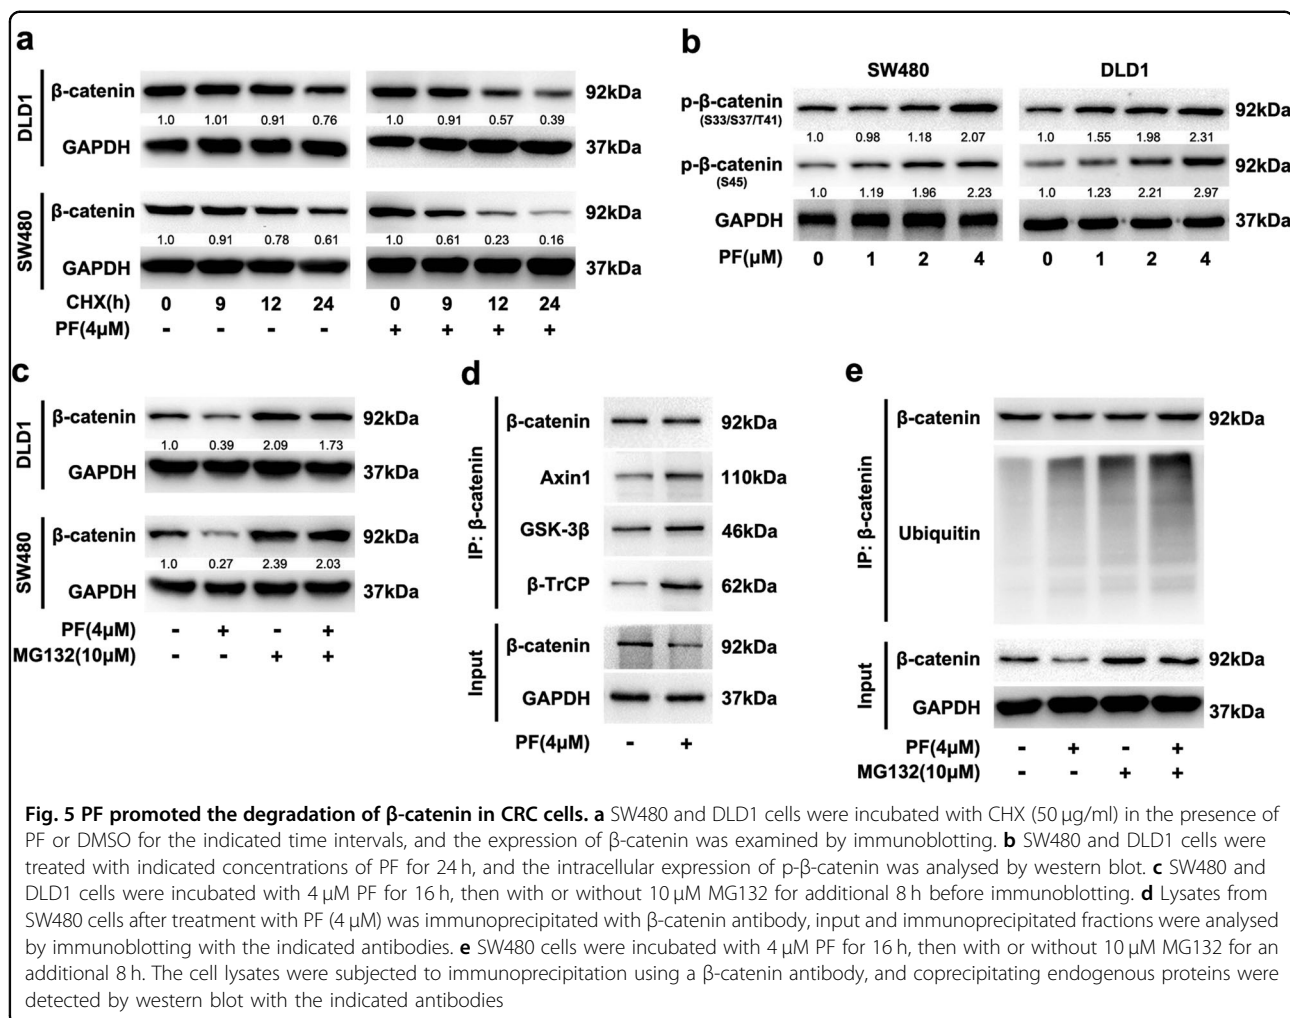 a
DLD1
β-catenin
92kDa
1.0 1.01 0.91 0.76 1.0 0.91 0.57 0.39
GAPDH
37kDa
SW480
β-catenin
92kDa
1.0 0.91 0.78 0.61 1.0 0.61 0.23 0.16
GAPDH
37kDa
CHX(h) 0 9 12 24 0 9 12 24
PF(4μM) - - - - + + + +
b
SW480 DLD1
p-β-catenin
(S33/S37/T41)
92kDa
1.0 0.98 1.18 2.07 1.0 1.55 1.98 2.31
p-β-catenin
(S45)
92kDa
1.0 1.19 1.96 2.23 1.0 1.23 2.21 2.97
GAPDH
37kDa
PF(μM) 0 1 2 4 0 1 2 4
c
DLD1
β-catenin
92kDa
1.0 0.39 2.09 1.73
GAPDH
37kDa
SW480
β-catenin
92kDa
1.0 0.27 2.39 2.03
GAPDH
37kDa
PF(4μM) - + - +
MG132(10μM) - - + +
d
IP: β-catenin
β-catenin
92kDa
Axin1
110kDa
GSK-3β
46kDa
β-TrCP
62kDa
Input
β-catenin
92kDa
GAPDH
37kDa
PF(4μM) - +
e
IP: β-catenin
β-catenin
92kDa
Ubiquitin
Input
β-catenin
92kDa
GAPDH
37kDa
PF(4μM) - + - +
MG132(10μM) - - + +
Fig. 5 PF promoted the degradation of β-catenin in CRC cells. a SW480 and DLD1 cells were incubated with CHX (50 μg/ml) in the presence of
PF or DMSO for the indicated time intervals, and the expression of β-catenin was examined by immunoblotting. b SW480 and DLD1 cells were
treated with indicated concentrations of PF for 24 h, and the intracellular expression of p-β-catenin was analysed by western blot. c SW480 and
DLD1 cells were incubated with 4 μM PF for 16 h, then with or without 10 μM MG132 for additional 8 h before immunoblotting. d Lysates from
SW480 cells after treatment with PF (4 μM) was immunoprecipitated with β-catenin antibody, input and immunoprecipitated fractions were analysed
by immunoblotting with the indicated antibodies. e SW480 cells were incubated with 4 μM PF for 16 h, then with or without 10 μM MG132 for an
additional 8 h. The cell lysates were subjected to immunoprecipitation using a β-catenin antibody, and coprecipitating endogenous proteins were
detected by western blot with the indicated antibodies